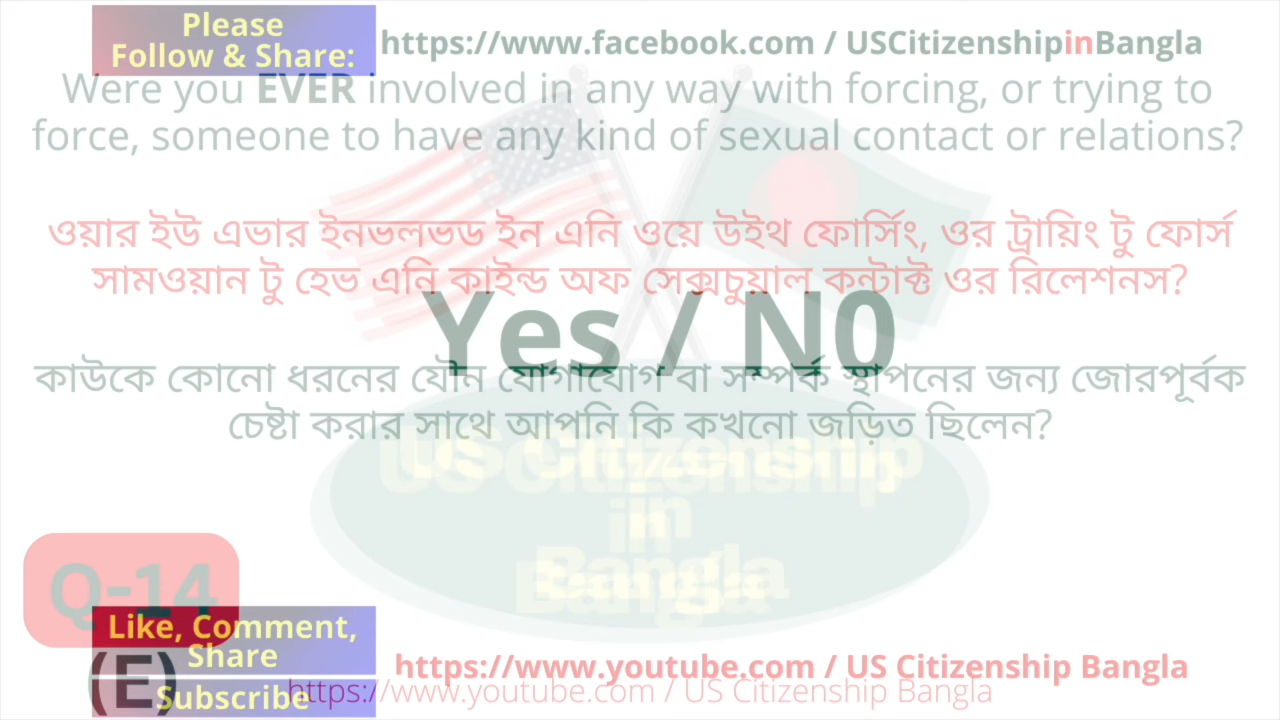 Please
Follow & Share:
https://www.facebook.com / USCitizenshipinBangla
Were you EVER involved in any way with forcing, or trying to
force, someone to have any kind of sexual contact or relations?
ওয়ার ইউ এভার ইনভলভড ইন এনি ওয়ে উইথ ফোর্সিং, ওর ট্রায়িং টু ফোর্স
সামওয়ান টু হেভ এনি কাইন্ড অফ সেক্সচুয়াল কন্টাক্ট ওর রিলেশনস?
Yes / N0
কাউকে কোনো ধরনের যৌন যোগাযোগ বা সম্পর্ক স্থাপনের জন্য জোরপূর্বক
চেষ্টা করার সাথে আপনি কি কখনো জড়িত ছিলেন?
US Citizenship
in
Bangla
Q-14
Like, Comment,
Share
(E)
Subscribe
https://www.youtube.com / US Citizenship Bangla
https://www.youtube.com / US Citizenship Bangla